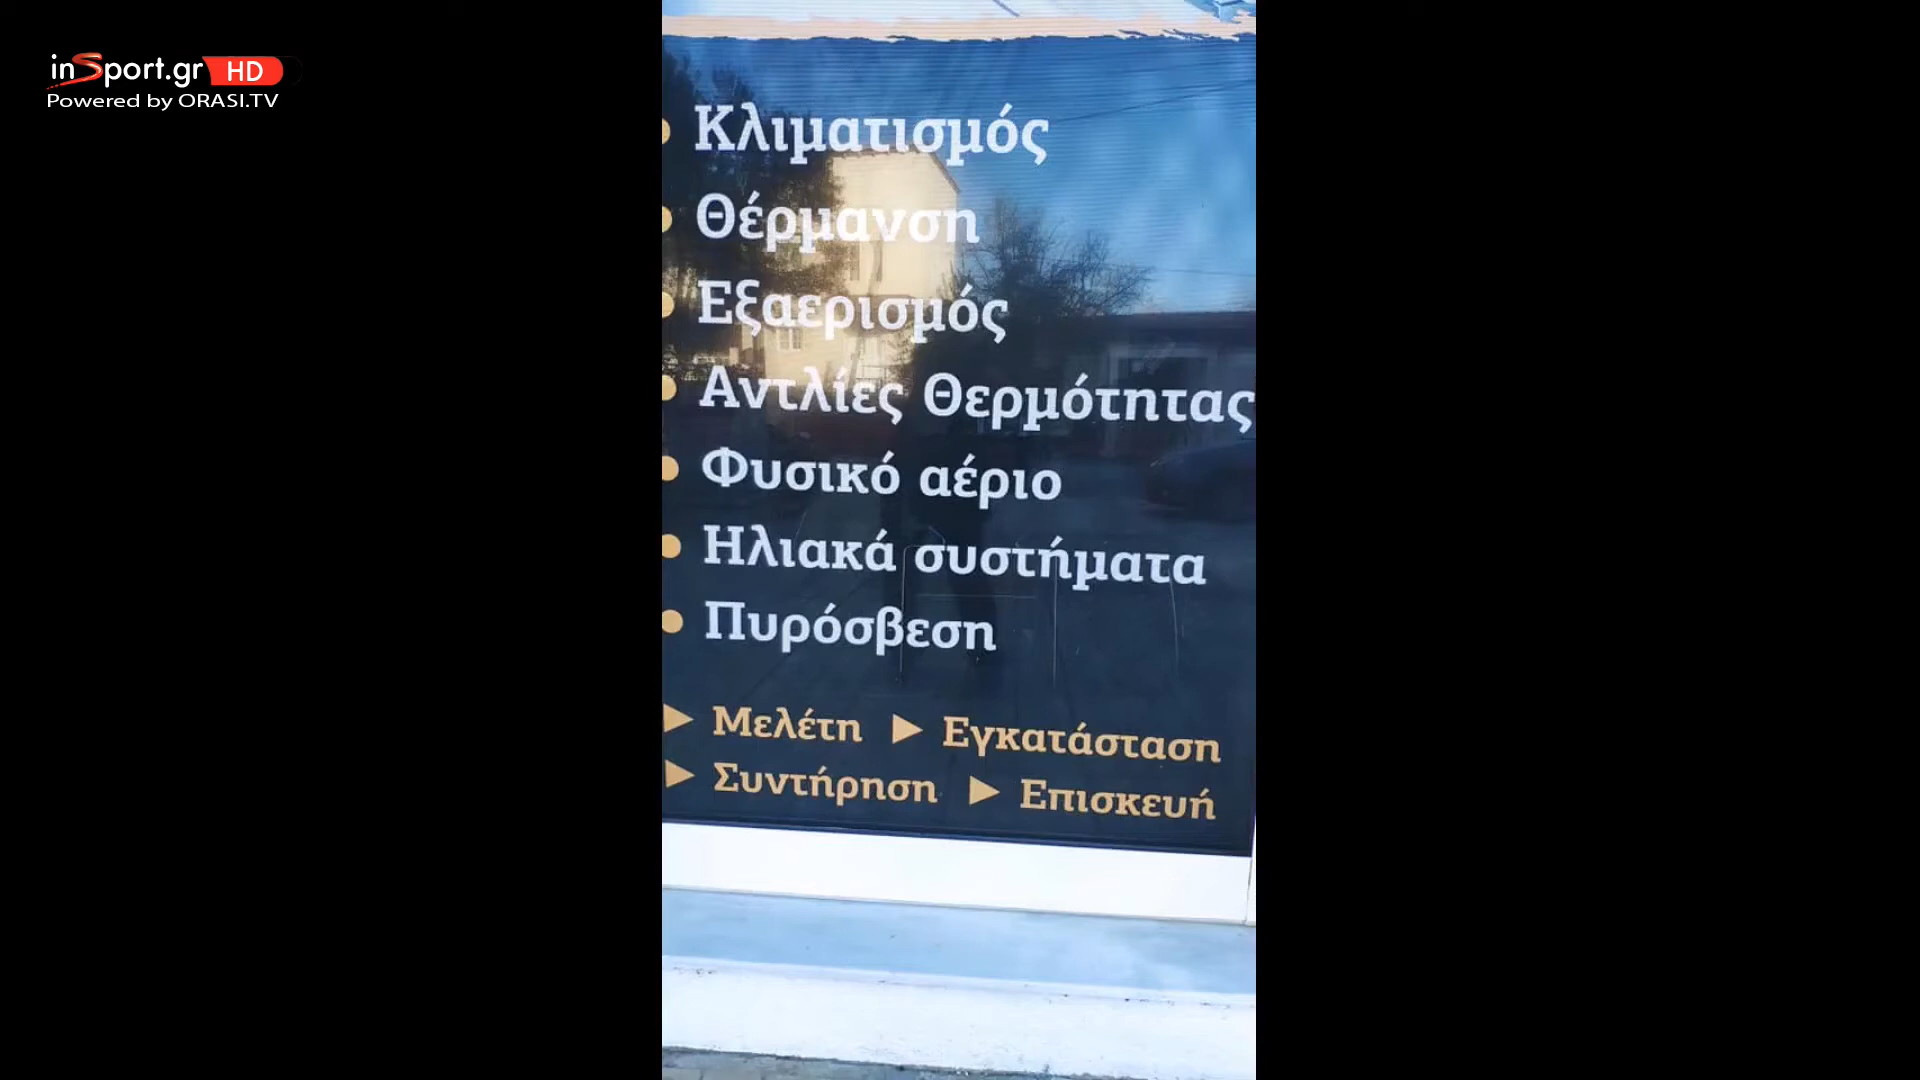 inSport.gr HD
Powered by ORASI.TV
Κλιματισμός
Θέρμανση
Εξαερισμός
Αντλίες Θερμότητας
Φυσικό αέριο
Ηλιακά συστήματα
Πυρόσβεση
Μελέτη Εγκατάσταση
Συντήρηση Επισκευή